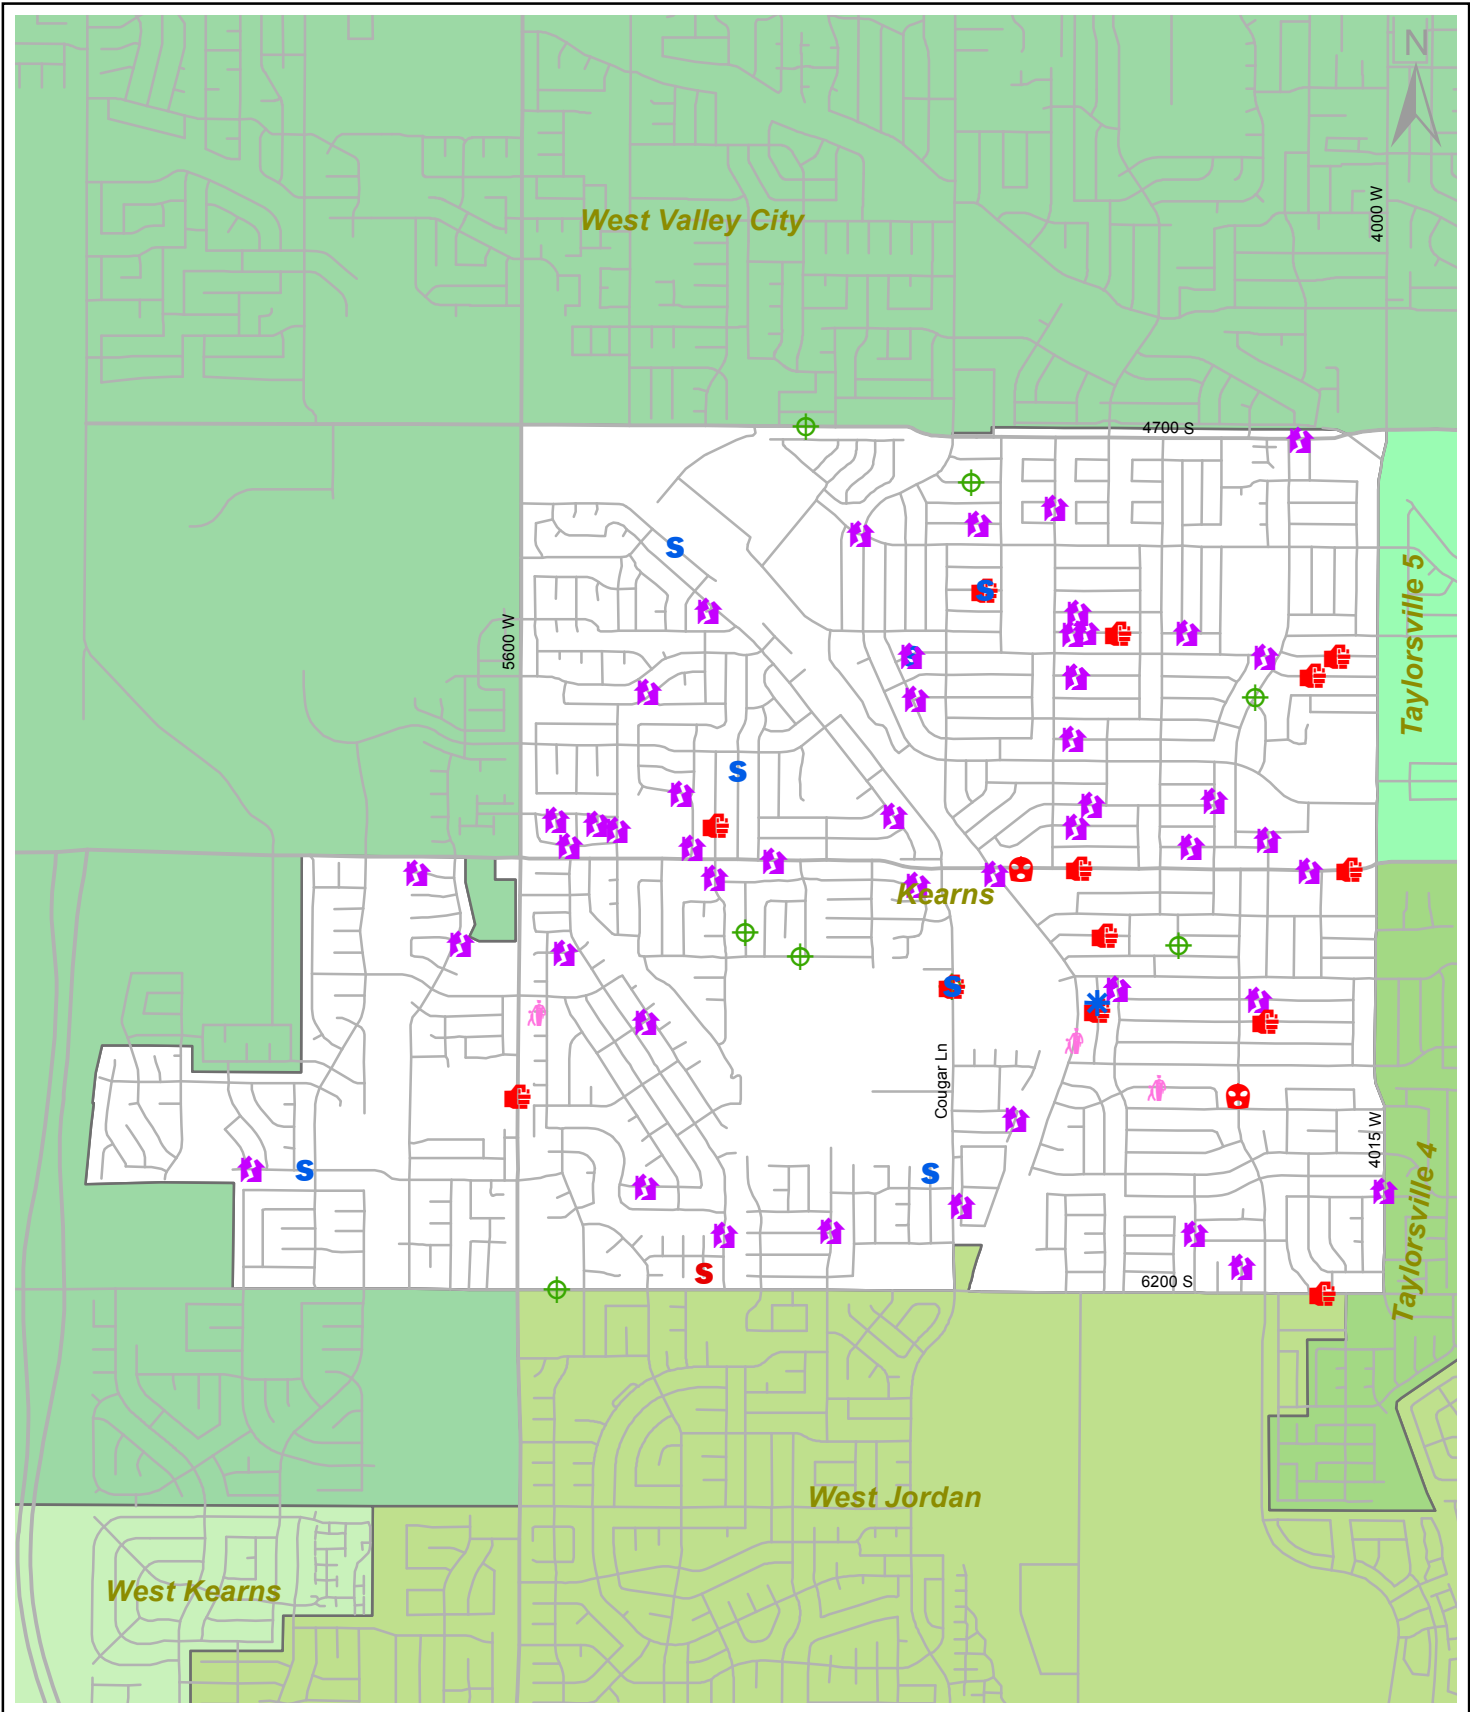 N
4000 W
West Valley City
4700 S
S
Taylorsville 5
5600 W
S
S
S
Kearns
S
Cougar Ln
4015 W
S
S
Taylorsville 4
S
6200 S
West Jordan
West Kearns